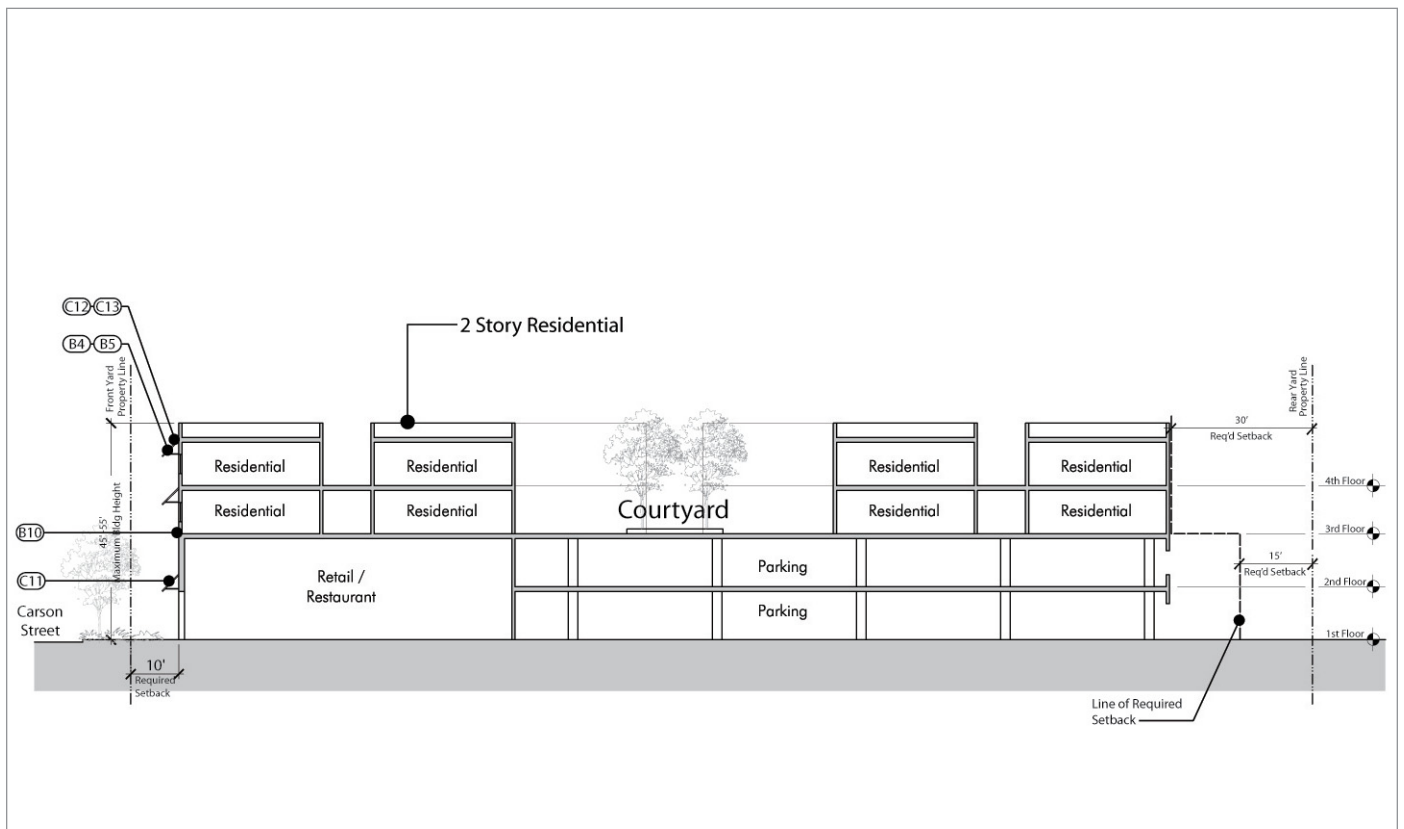 C12 C13
2 Story Residential
B4 B5
Front Yard
Property Line
Rear Yard
Property Line
30'
Req'd Setback
Residential
Residential
Residential
Residential
4th Floor
45'-55'
Maximum Bldg Height
Residential
Residential
Courtyard
Residential
Residential
3rd Floor
B10
15'
Req'd Setback
Parking
C11
Retail /
Restaurant
2nd Floor
Carson
Street
Parking
1st Floor
10'
Required
Setback
Line of Required
Setback